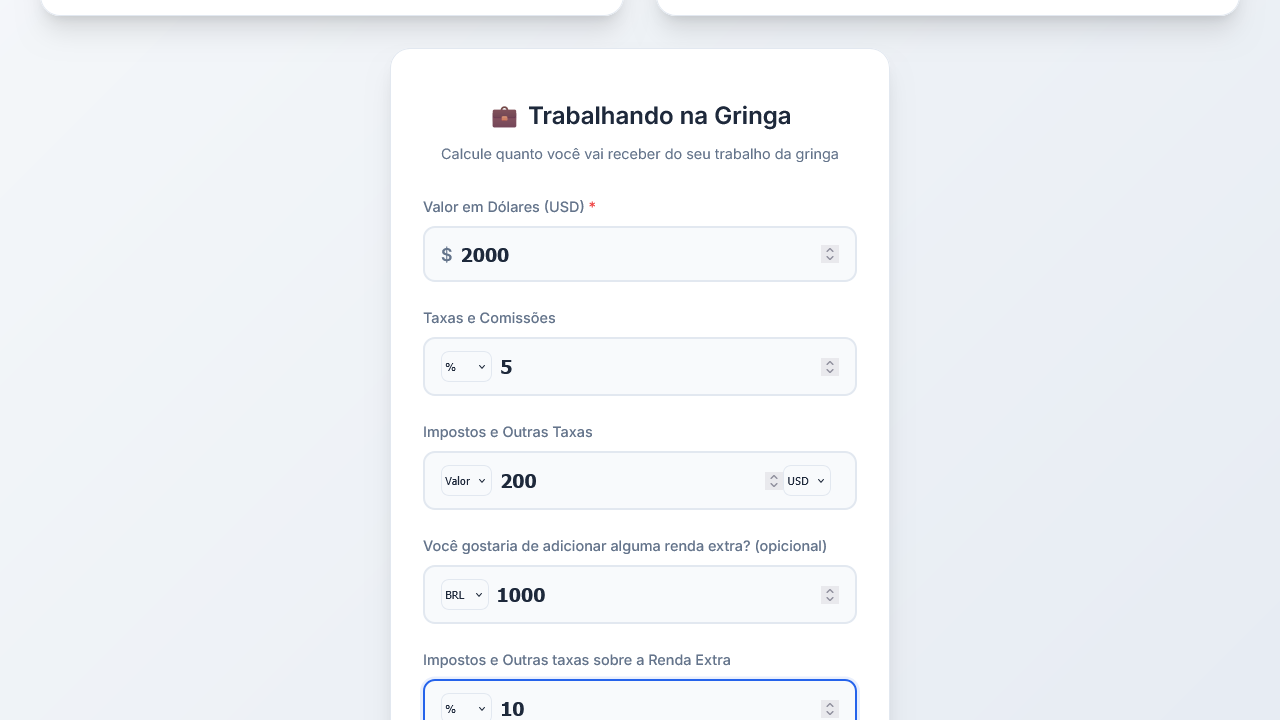 💼 Trabalhando na Gringa
Calcule quanto você vai receber do seu trabalho da gringa
Valor em Dólares (USD) *
$ 2000
Taxas e Comissões
% 5
Impostos e Outras Taxas
Valor 200 USD
Você gostaria de adicionar alguma renda extra? (opicional)
BRL 1000
Impostos e Outras taxas sobre a Renda Extra
% 10